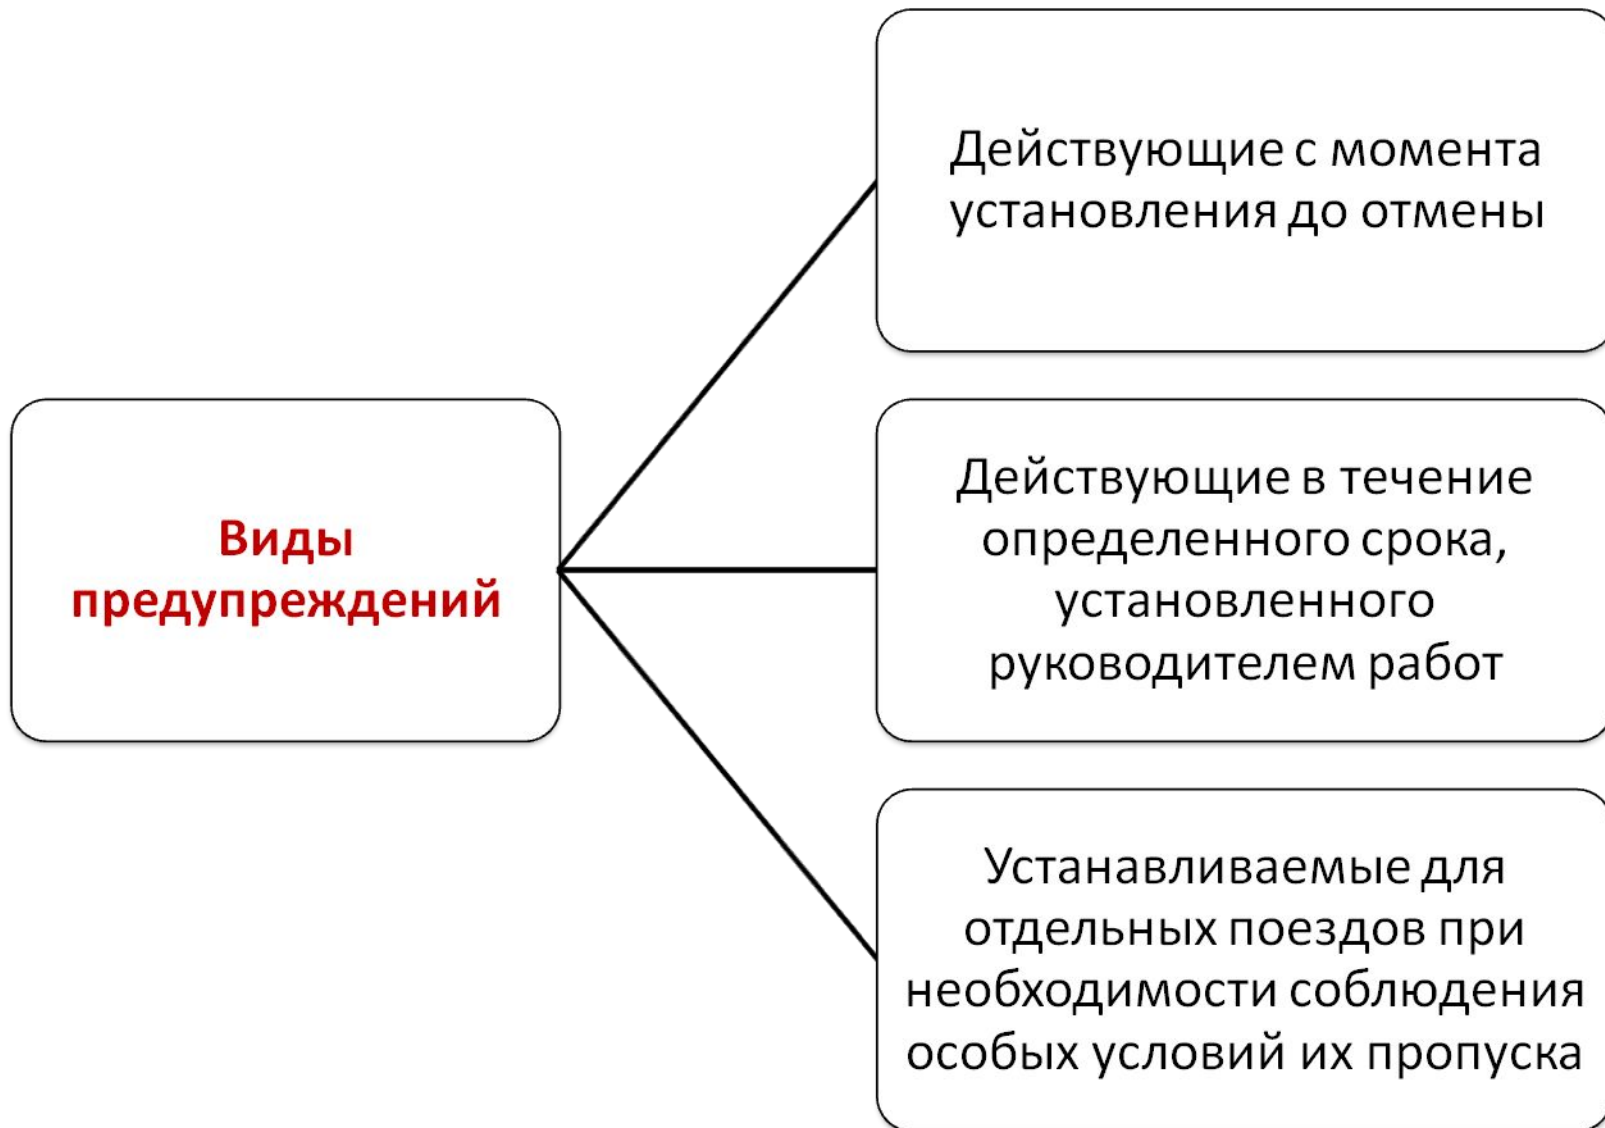 Действующие с момента
установления до отмены
Виды
предупреждений
Действующие в течение
определенного срока,
установленного
руководителем работ
Устанавливаемые для
отдельных поездов при
необходимости соблюдения
особых условий их пропуска